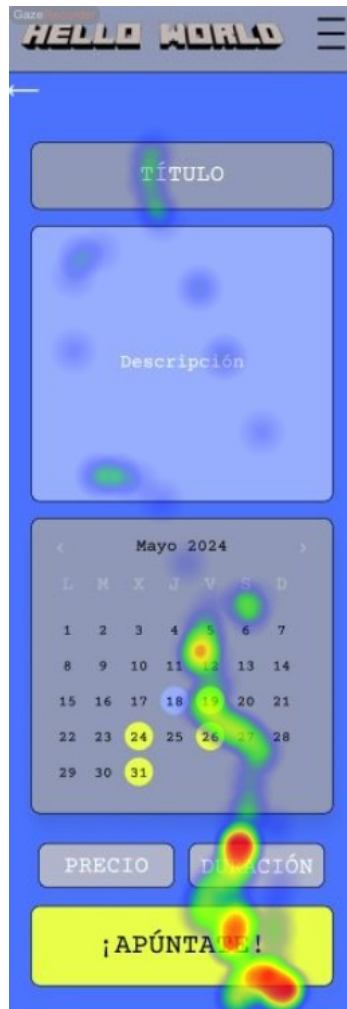 GazeRecorder
HELLO WORLD
←
TÍTULO
Descripción
‹ Mayo 2024 ›
L M X J V S D
1 2 3 4 5 6 7
8 9 10 11 12 13 14
15 16 17 18 19 20 21
22 23 24 25 26 27 28
29 30 31
PRECIO DURACIÓN
¡APÚNTATE!